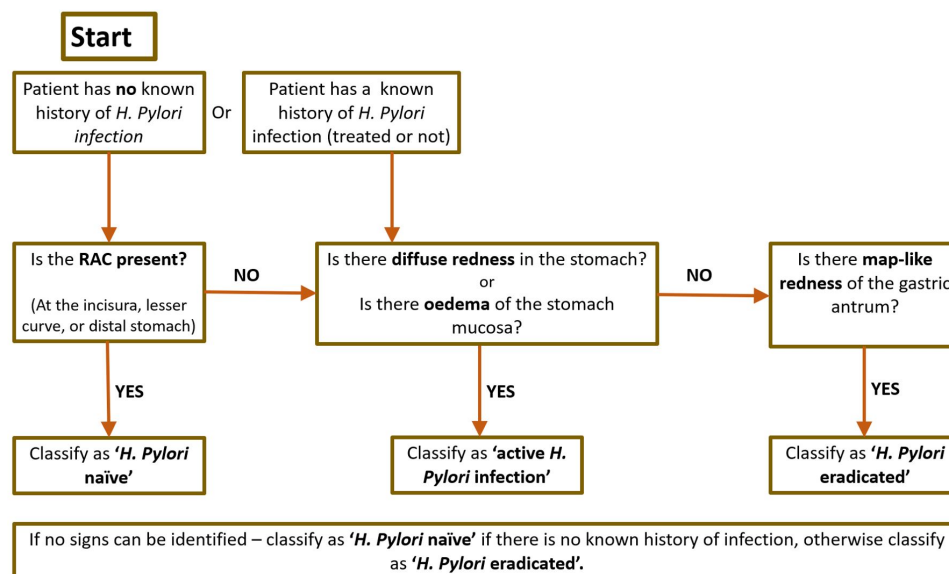 Start
Patient has no known
history of H. Pylori
infection
Or
Patient has a known
history of H. Pylori
infection (treated or not)
Is the RAC present?
(At the incisura, lesser
curve, or distal stomach)
NO
Is there diffuse redness in the stomach?
or
Is there oedema of the stomach
mucosa?
NO
Is there map-like
redness of the gastric
antrum?
YES
YES
YES
Classify as ‘H. Pylori
naïve’
Classify as ‘active H.
Pylori infection’
Classify as ‘H. Pylori
eradicated’
If no signs can be identified – classify as ‘H. Pylori naïve’ if there is no known history of infection, otherwise classify
as ‘H. Pylori eradicated’.